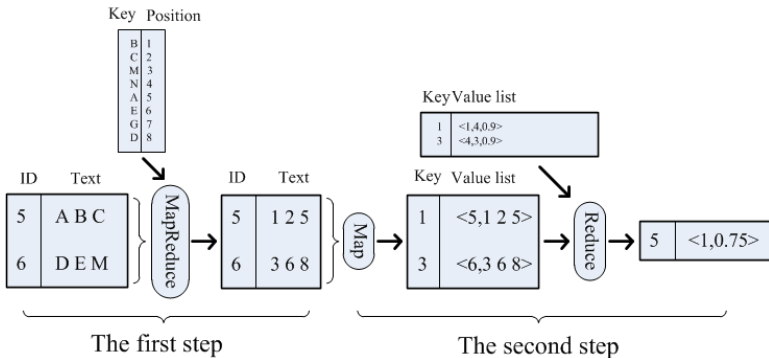 Key Position
B 1
C 2
M 3
N 4
A 5
E 6
G 7
D 8
Key Value list
1 <1,4,0.9>
3 <4,3,0.9>
ID Text
5 A B C
6 D E M
MapReduce
ID Text
5 1 2 5
6 3 6 8
Map
Key Value list
1 <5,1 2 5>
3 <6,3 6 8>
Reduce
5 <1,0.75>
The first step
The second step